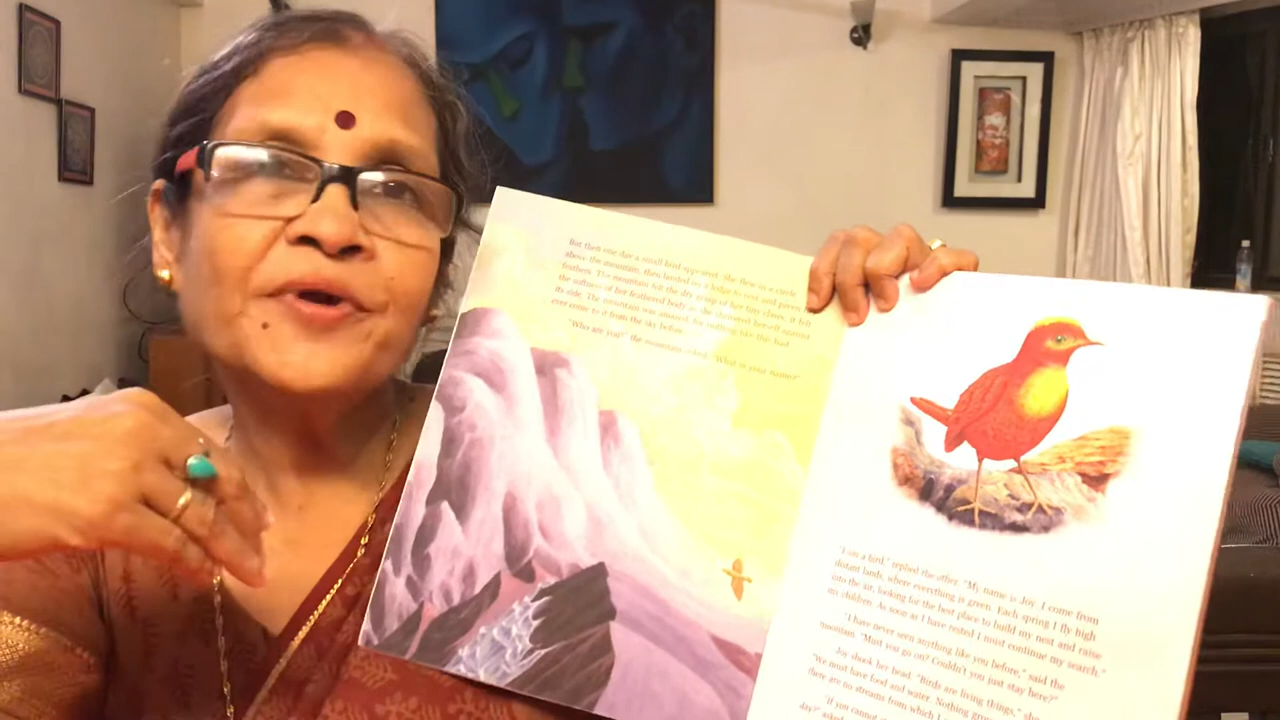 But then one day a small bird appeared. She flew in a circle
above the mountain, then landed on a ledge to rest and preen her
feathers. The mountain felt the dry grasp of her tiny claws; it felt
the softness of her feathered body as she sheltered herself against
its side. The mountain was amazed, for nothing like this had
ever come to it from the sky before.
"Who are you?" the mountain asked. "What is your name?"
"I am a bird," replied the other. "My name is Joy. I come from
distant lands, where everything is green. Each spring I fly high
into the air, looking for the best place to build my nest and raise
my children. As soon as I have rested I must continue my search."
"I have never seen anything like you before," said the
mountain. "Must you go on? Couldn't you just stay here?"
Joy shook her head. "Birds are living things," she
"We must have food and water. Nothing grow
there are no streams from which I
"If you cannot
day?" asked